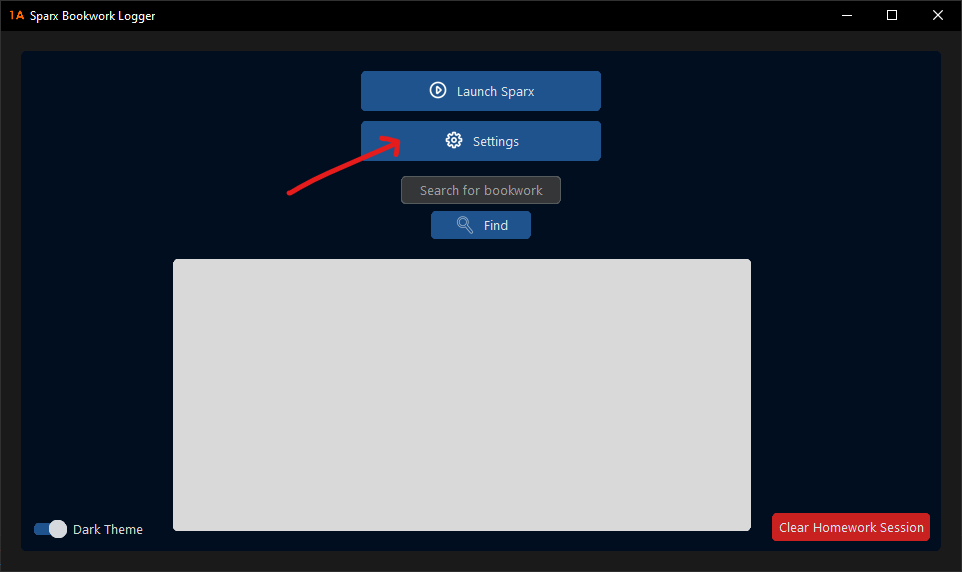 1A Sparx Bookwork Logger
Launch Sparx
Settings
Search for bookwork
Find
Dark Theme
Clear Homework Session